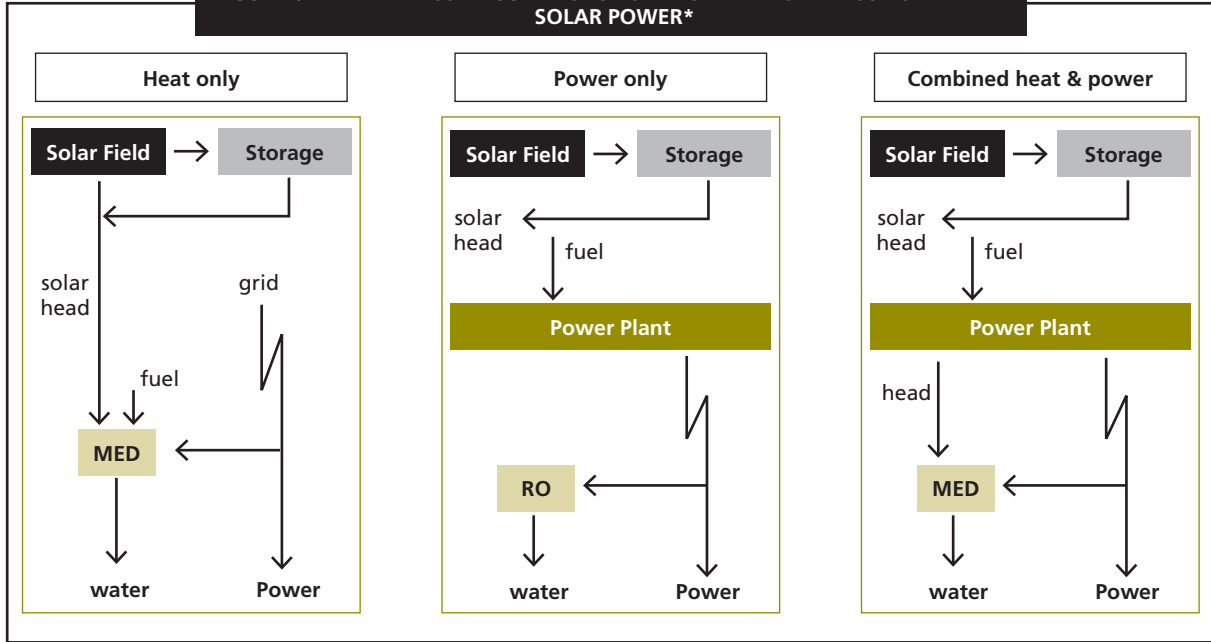 SOLAR POWER*
Heat only
Solar Field
Storage
solar
head
grid
fuel
MED
water
Power
Power only
Solar Field
Storage
solar
head
fuel
Power Plant
RO
water
Power
Combined heat & power
Solar Field
Storage
solar
head
fuel
Power Plant
head
MED
water
Power